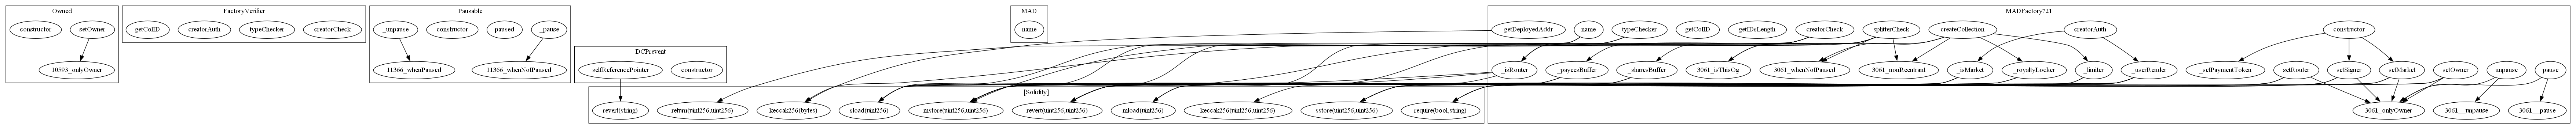 Owned
constructor
setOwner
10593_onlyOwner
FactoryVerifier
getColID
creatorAuth
typeChecker
creatorCheck
Pausable
_unpause
constructor
paused
_pause
11366_whenPaused
11366_whenNotPaused
DCPrevent
selfReferencePointer
constructor
MAD
name
MADFactory721
getDeployedAddr
name
typeChecker
getColID
getIDsLength
creatorCheck
splitterCheck
createCollection
creatorAuth
constructor
_isRouter
_payeesBuffer
_sharesBuffer
3061_isThisOg
3061_whenNotPaused
3061_nonReentrant
_isMarket
_royaltyLocker
_limiter
_userRender
_setPaymentToken
setRouter
setSigner
setMarket
setOwner
unpause
pause
3061_onlyOwner
3061__unpause
3061__pause
[Solidity]
revert(string)
return(uint256,uint256)
keccak256(bytes)
sload(uint256)
mstore(uint256,uint256)
revert(uint256,uint256)
mload(uint256)
keccak256(uint256,uint256)
sstore(uint256,uint256)
require(bool,string)